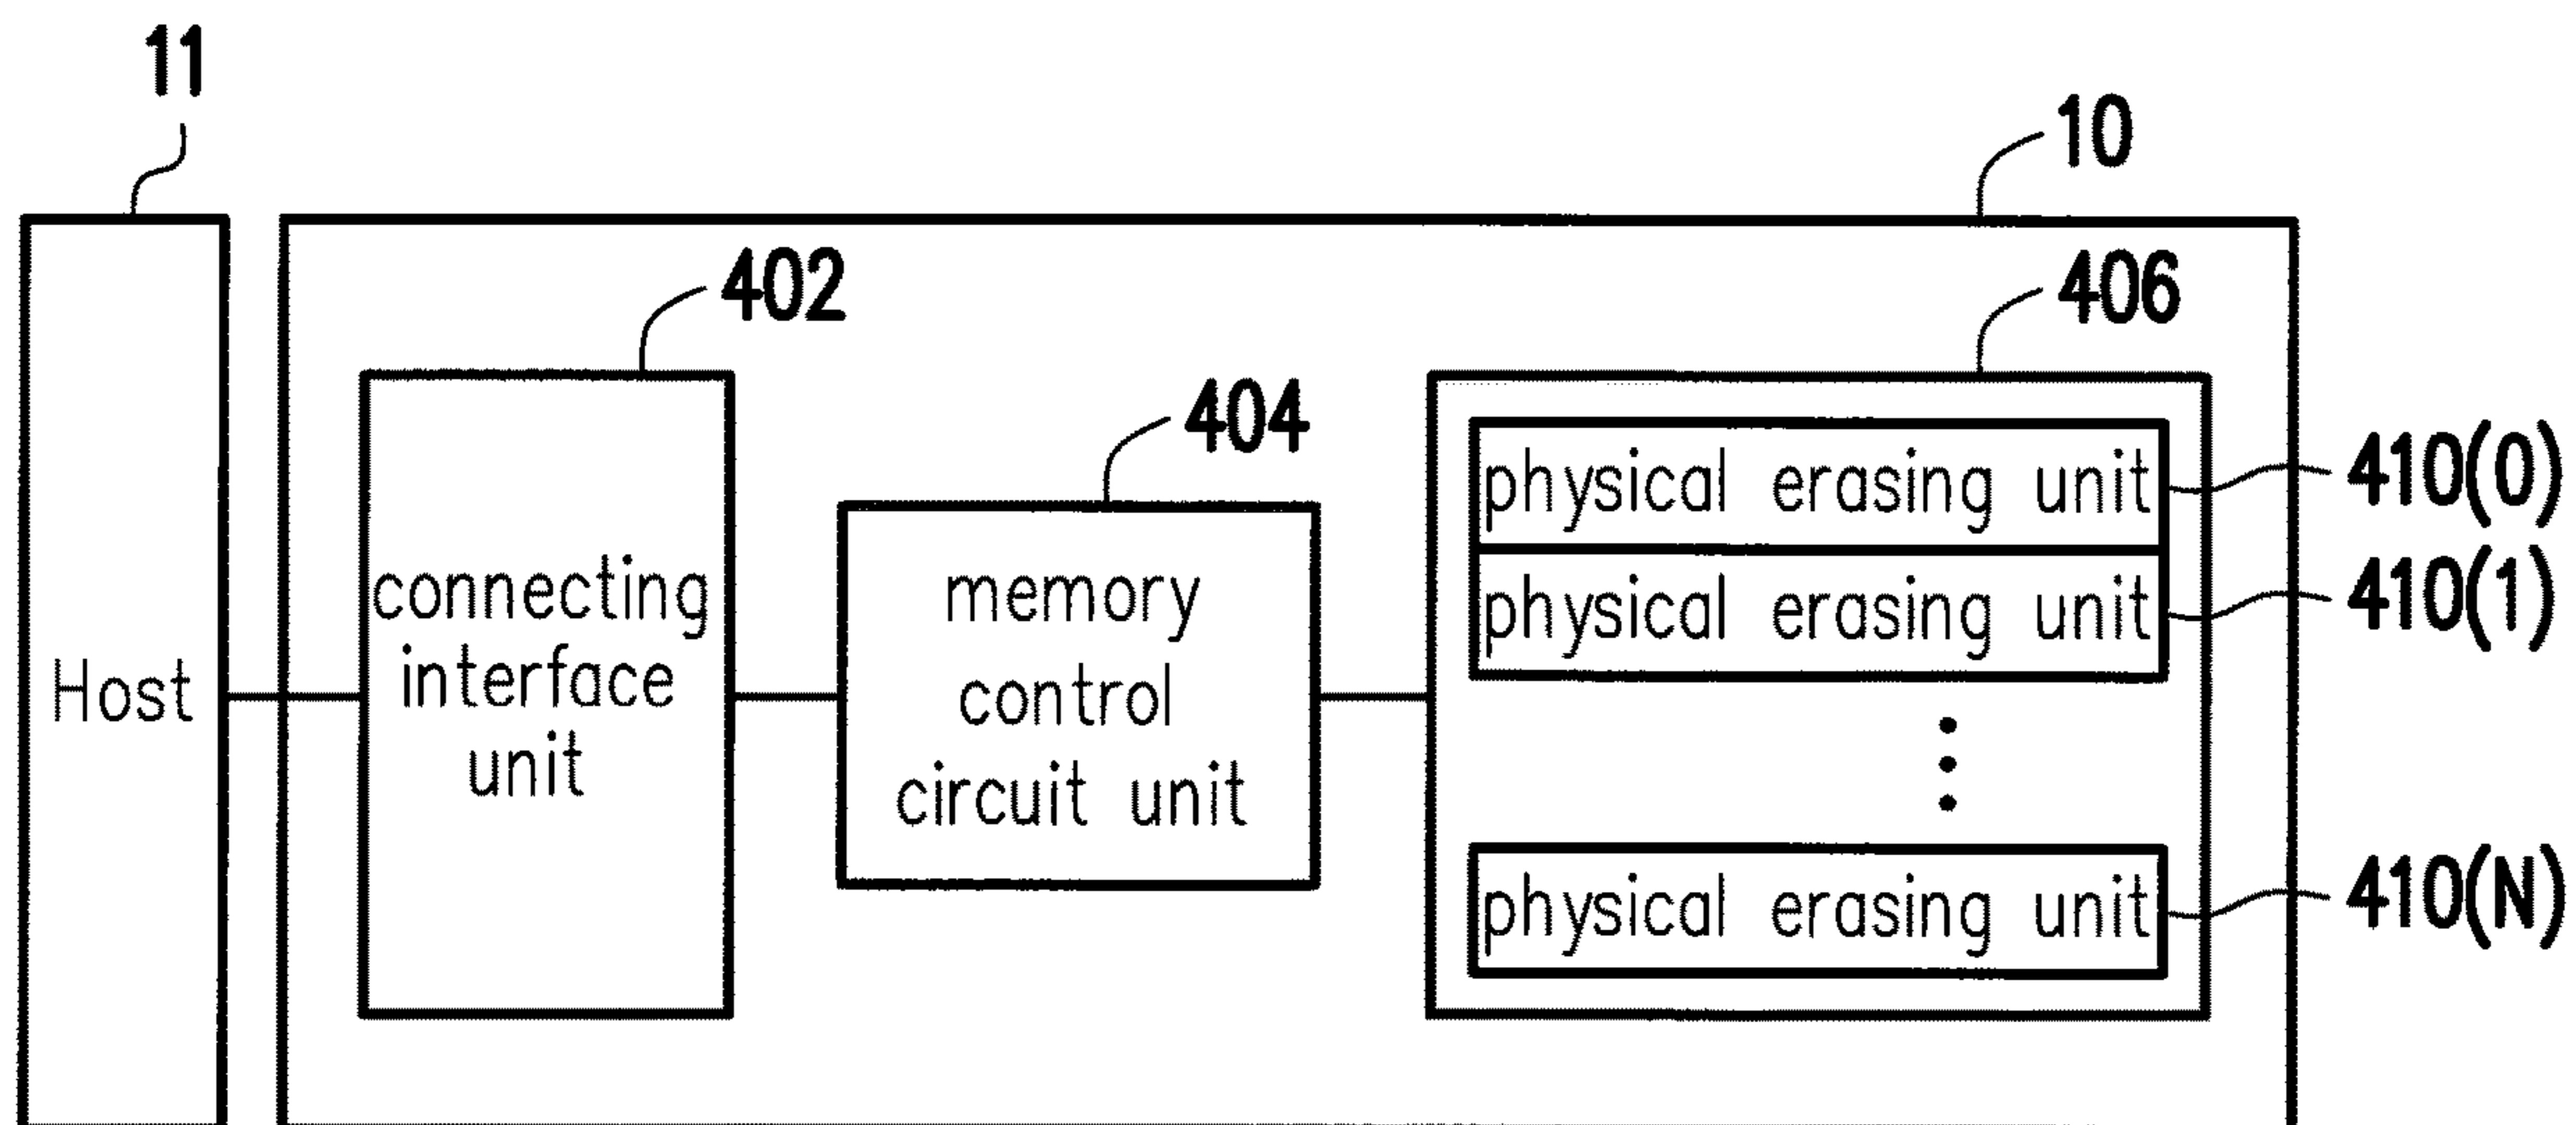 11
10
402
406
404
410(0)
physical erasing unit
410(1)
physical erasing unit
connecting
interface
unit
memory
control
circuit unit
Host
410(N)
physical erasing unit